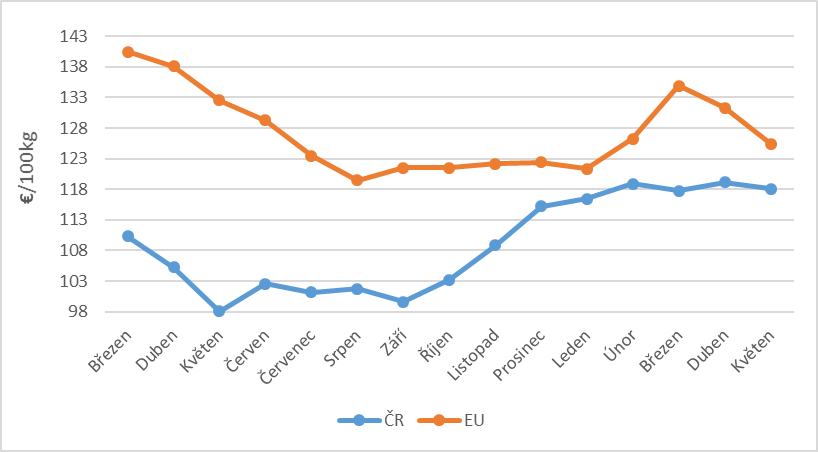 €/100kg
143
138
133
128
123
118
113
108
103
98
Březen
Duben
Květen
Červen
Červenec
Srpen
Září
Říjen
Listopad
Prosinec
Leden
Únor
Březen
Duben
Květen
ČR
EU